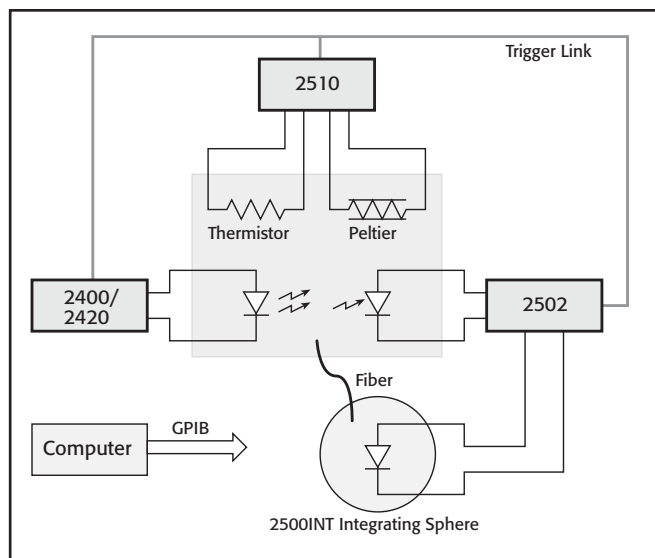 Trigger Link
2510
Thermistor
Peltier
2400/
2420
2502
Fiber
Computer
GPIB
2500INT Integrating Sphere